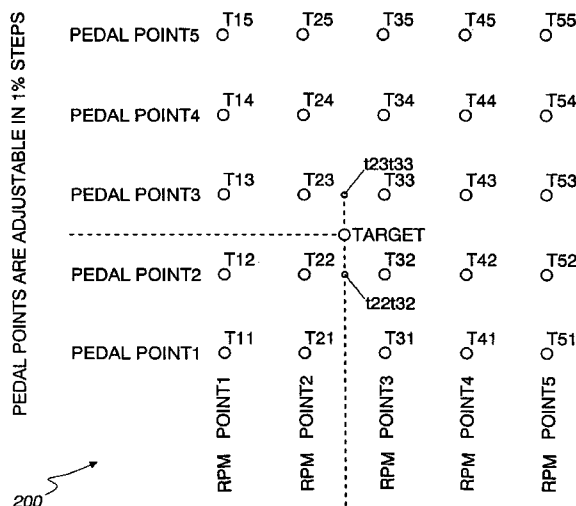 PEDAL POINTS ARE ADJUSTABLE IN 1% STEPS
T15 T25 T35 T45 T55
PEDAL POINT5
T14 T24 T34 T44 T54
PEDAL POINT4
t23t33
T13 T23 T33 T43 T53
PEDAL POINT3
TARGET
T12 T22 T32 T42 T52
PEDAL POINT2
t22t32
T11 T21 T31 T41 T51
PEDAL POINT1
RPM POINT1
RPM POINT2
RPM POINT3
RPM POINT4
RPM POINT5
200